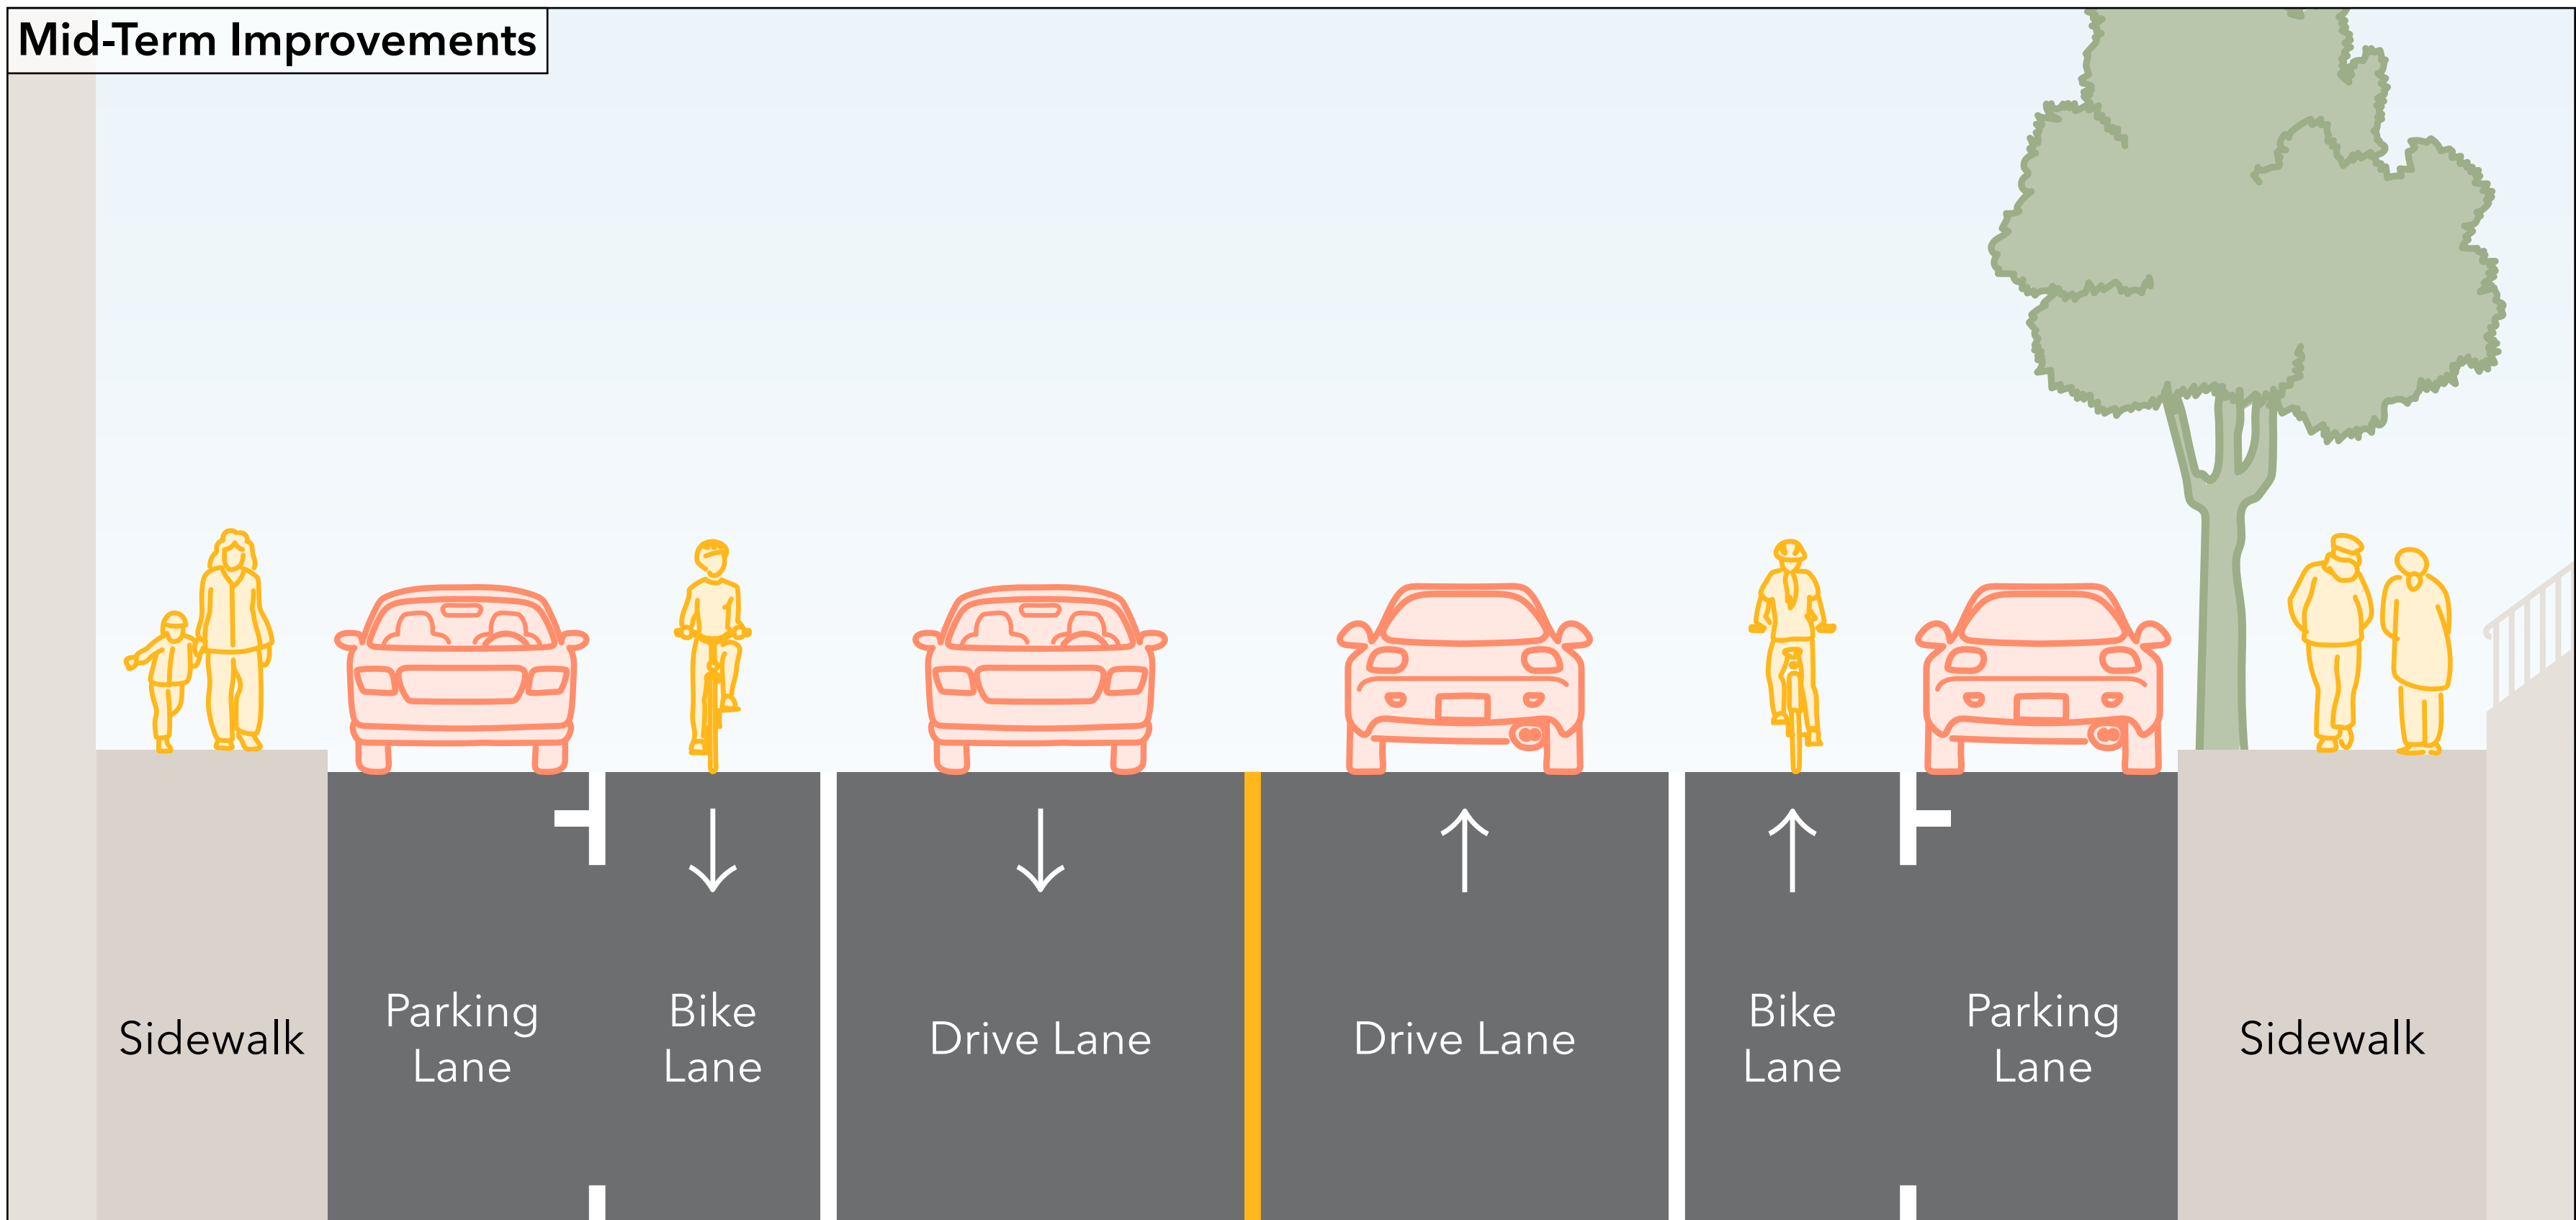 Mid-Term Improvements
Sidewalk
Parking
Lane
Bike
Lane
Drive Lane
Drive Lane
Bike
Lane
Parking
Lane
Sidewalk